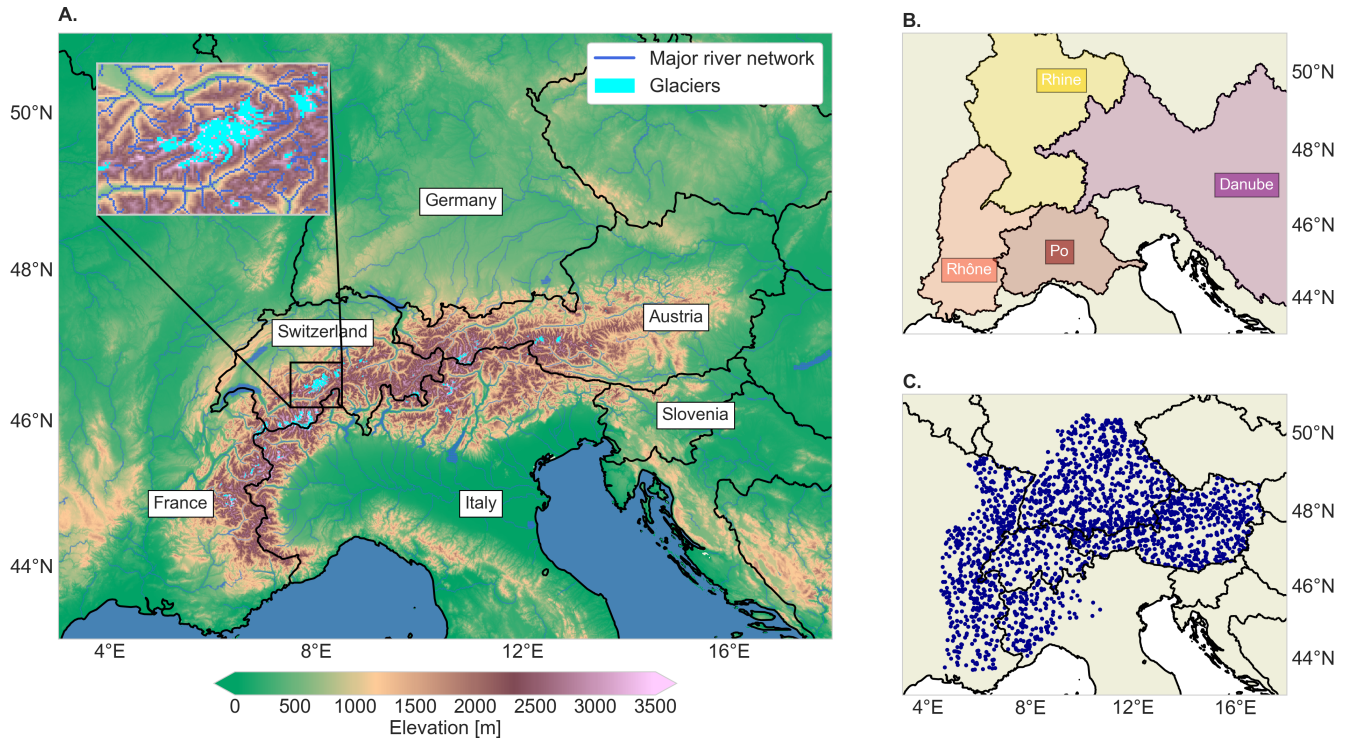 A.
Major river network
Glaciers
Germany
Switzerland
Austria
Slovenia
France
Italy
50°N
48°N
46°N
44°N
4°E
8°E
12°E
16°E
0
500
1000
1500
2000
2500
3000
3500
Elevation [m]
B.
Rhine
Danube
Po
Rhône
50°N
48°N
46°N
44°N
C.
50°N
48°N
46°N
44°N
4°E
8°E
12°E
16°E